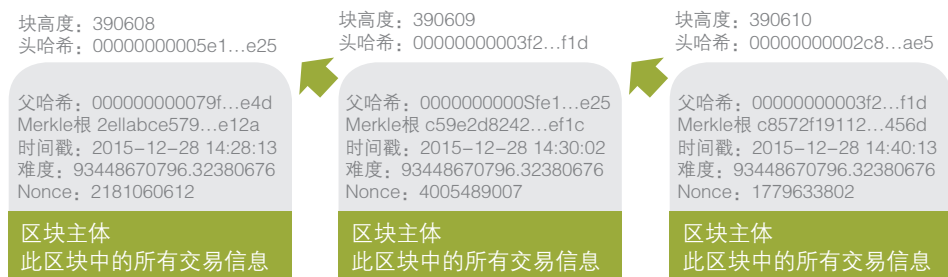 块高度：390608
头哈希：00000000005e1…e25
父哈希：000000000079f…e4d
Merkle根 2ellabce579…e12a
时间戳：2015-12-28 14:28:13
难度：93448670796.32380676
Nonce：2181060612
区块主体
此区块中的所有交易信息
块高度：390609
头哈希：00000000003f2…f1d
父哈希：0000000000Sfe1…e25
Merkle根 c59e2d8242…ef1c
时间戳：2015-12-28 14:30:02
难度：93448670796.32380676
Nonce：4005489007
区块主体
此区块中的所有交易信息
块高度：390610
头哈希：00000000002c8…ae5
父哈希：00000000003f2…f1d
Merkle根 c8572f19112…456d
时间戳：2015-12-28 14:40:13
难度：93448670796.32380676
Nonce：1779633802
区块主体
此区块中的所有交易信息